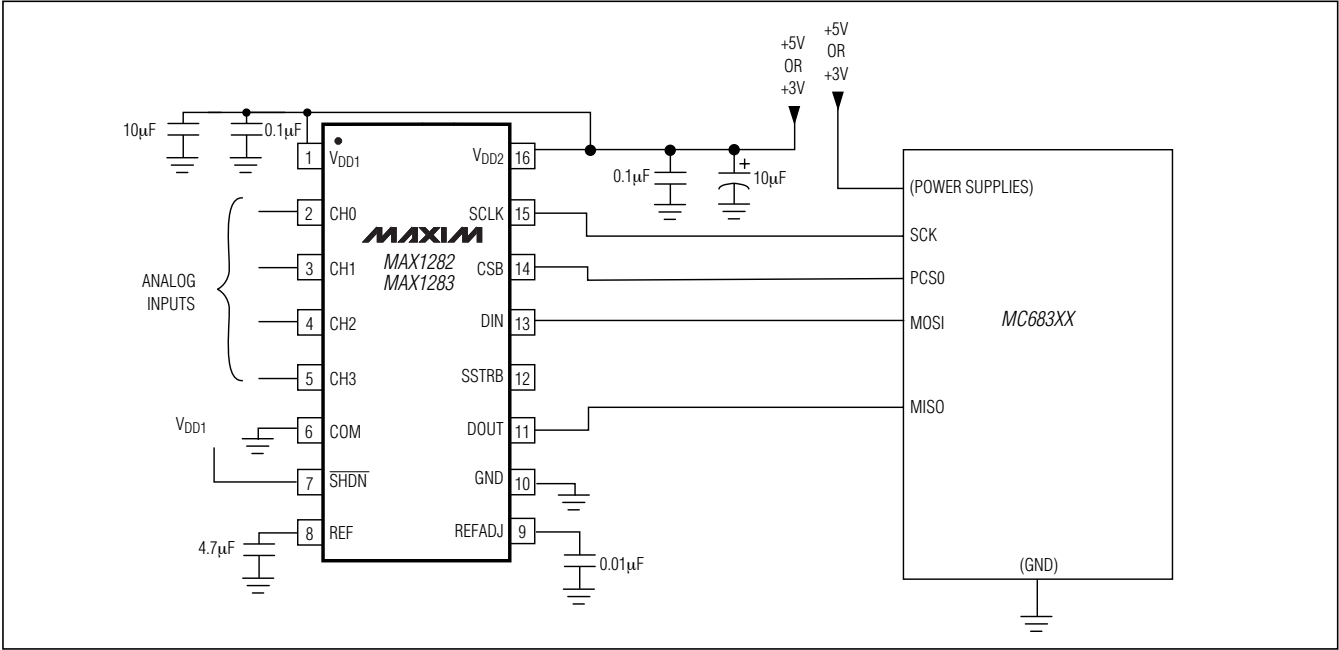 +5V
OR
+3V
+5V
OR
+3V
10µF
0.1µF
1
VDD1
VDD2
16
0.1µF
+
10µF
(POWER SUPPLIES)
2
CH0
SCLK
15
SCK
MAXIM
MAX1282
MAX1283
3
CH1
CSB
14
PCS0
ANALOG
INPUTS
4
CH2
DIN
13
MOSI
MC683XX
5
CH3
SSTRB
12
MISO
VDD1
6
COM
DOUT
11
7
SHDN
GND
10
8
REF
REFADJ
9
4.7µF
0.01µF
(GND)